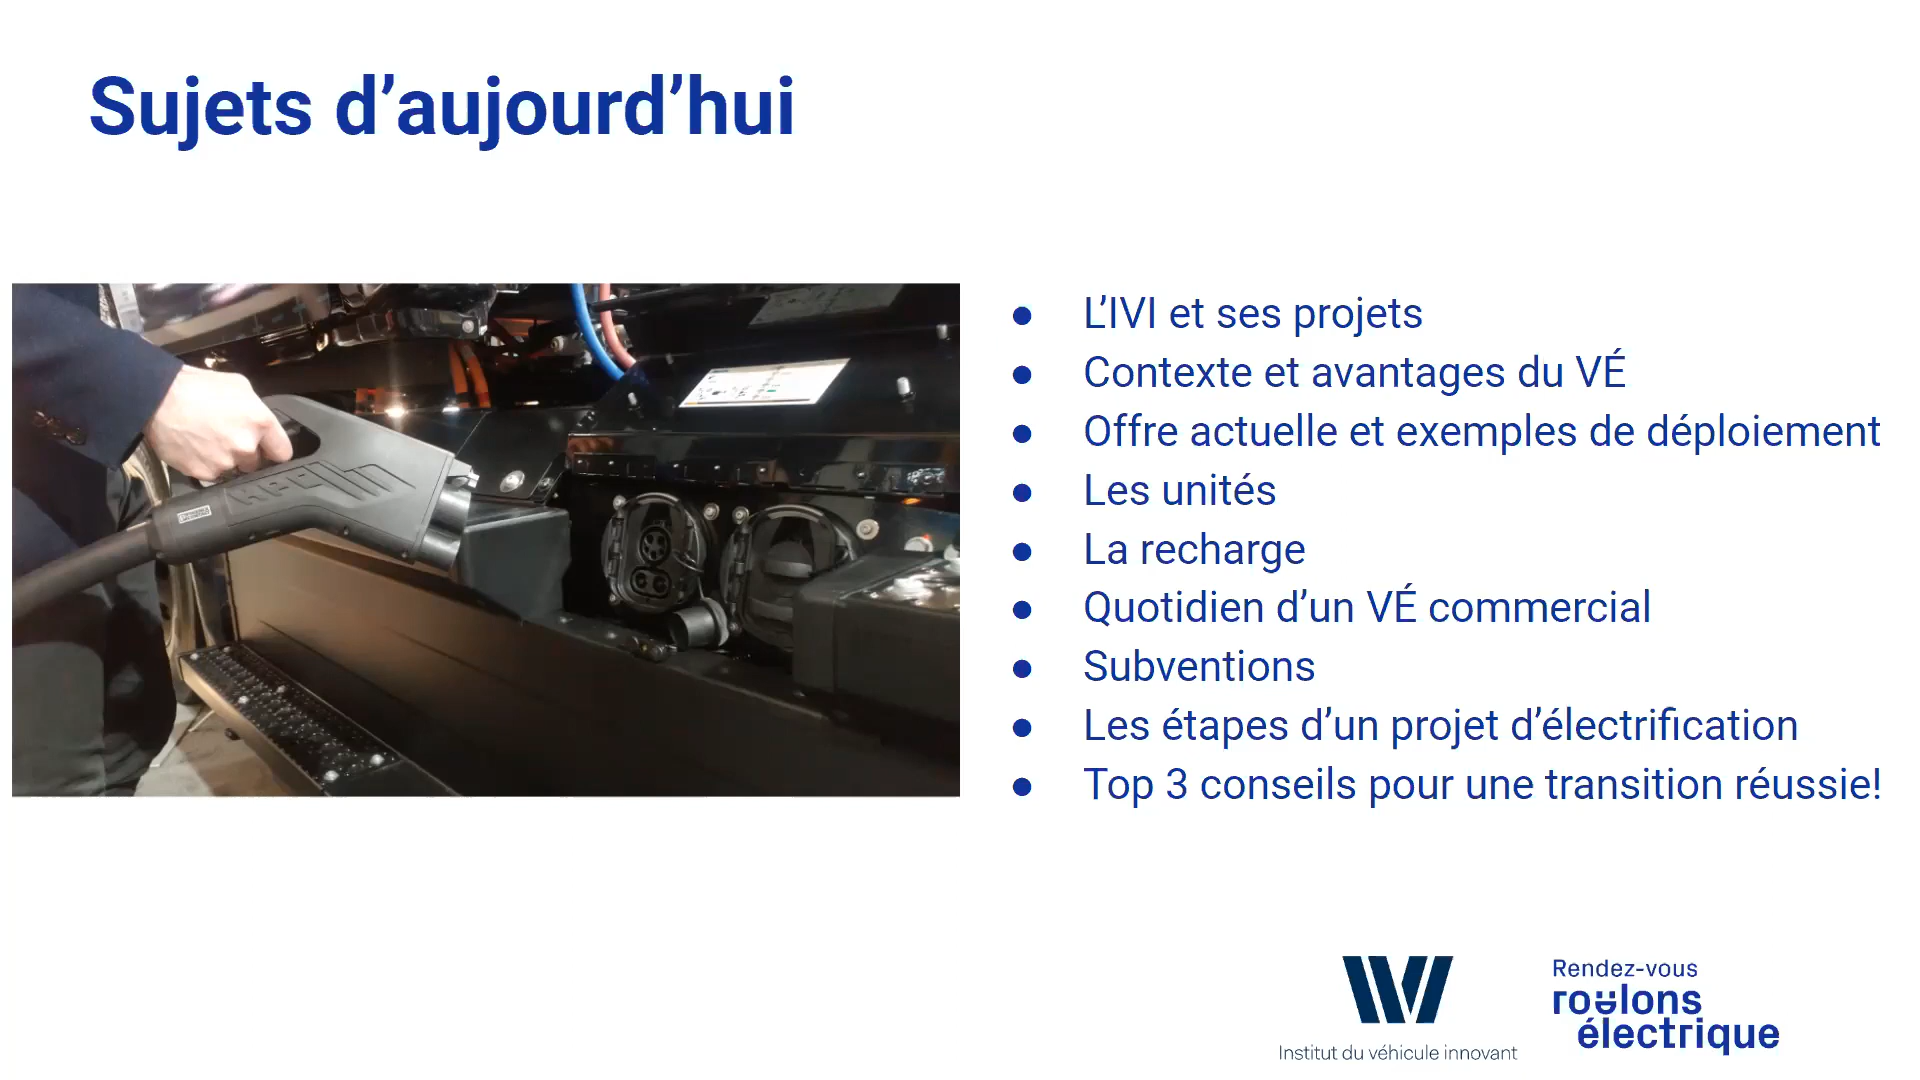 Sujets d’aujourd’hui
● L’IVI et ses projets
● Contexte et avantages du VÉ
● Offre actuelle et exemples de déploiement
● Les unités
● La recharge
● Quotidien d’un VÉ commercial
● Subventions
● Les étapes d’un projet d’électrification
● Top 3 conseils pour une transition réussie!
IVI
Institut du véhicule innovant
Rendez-vous
roulons
électrique